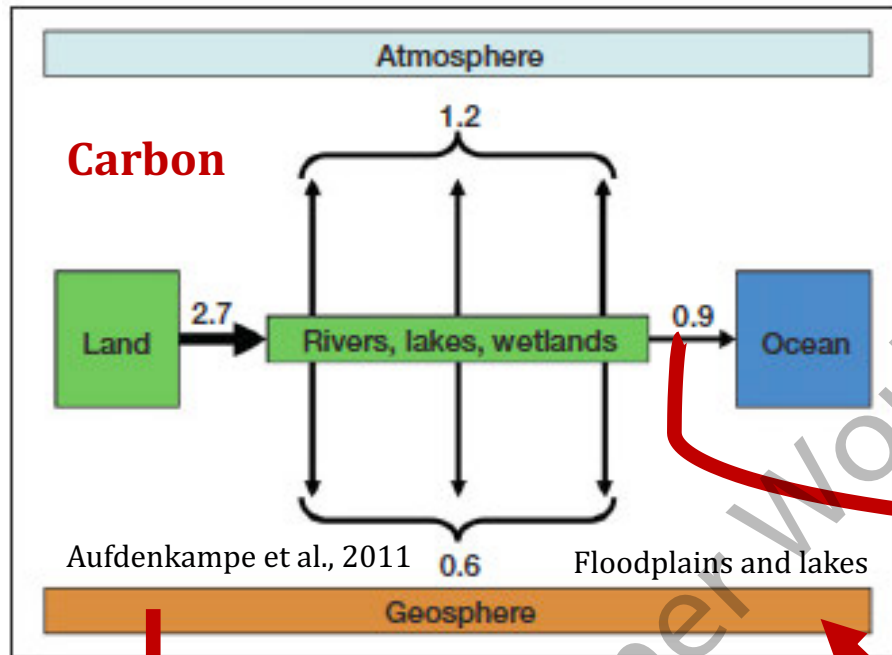 Atmosphere
1.2
Carbon
2.7
0.9
Land
Rivers, lakes, wetlands
Ocean
Aufdenkampe et al., 2011
0.6
Floodplains and lakes
Geosphere